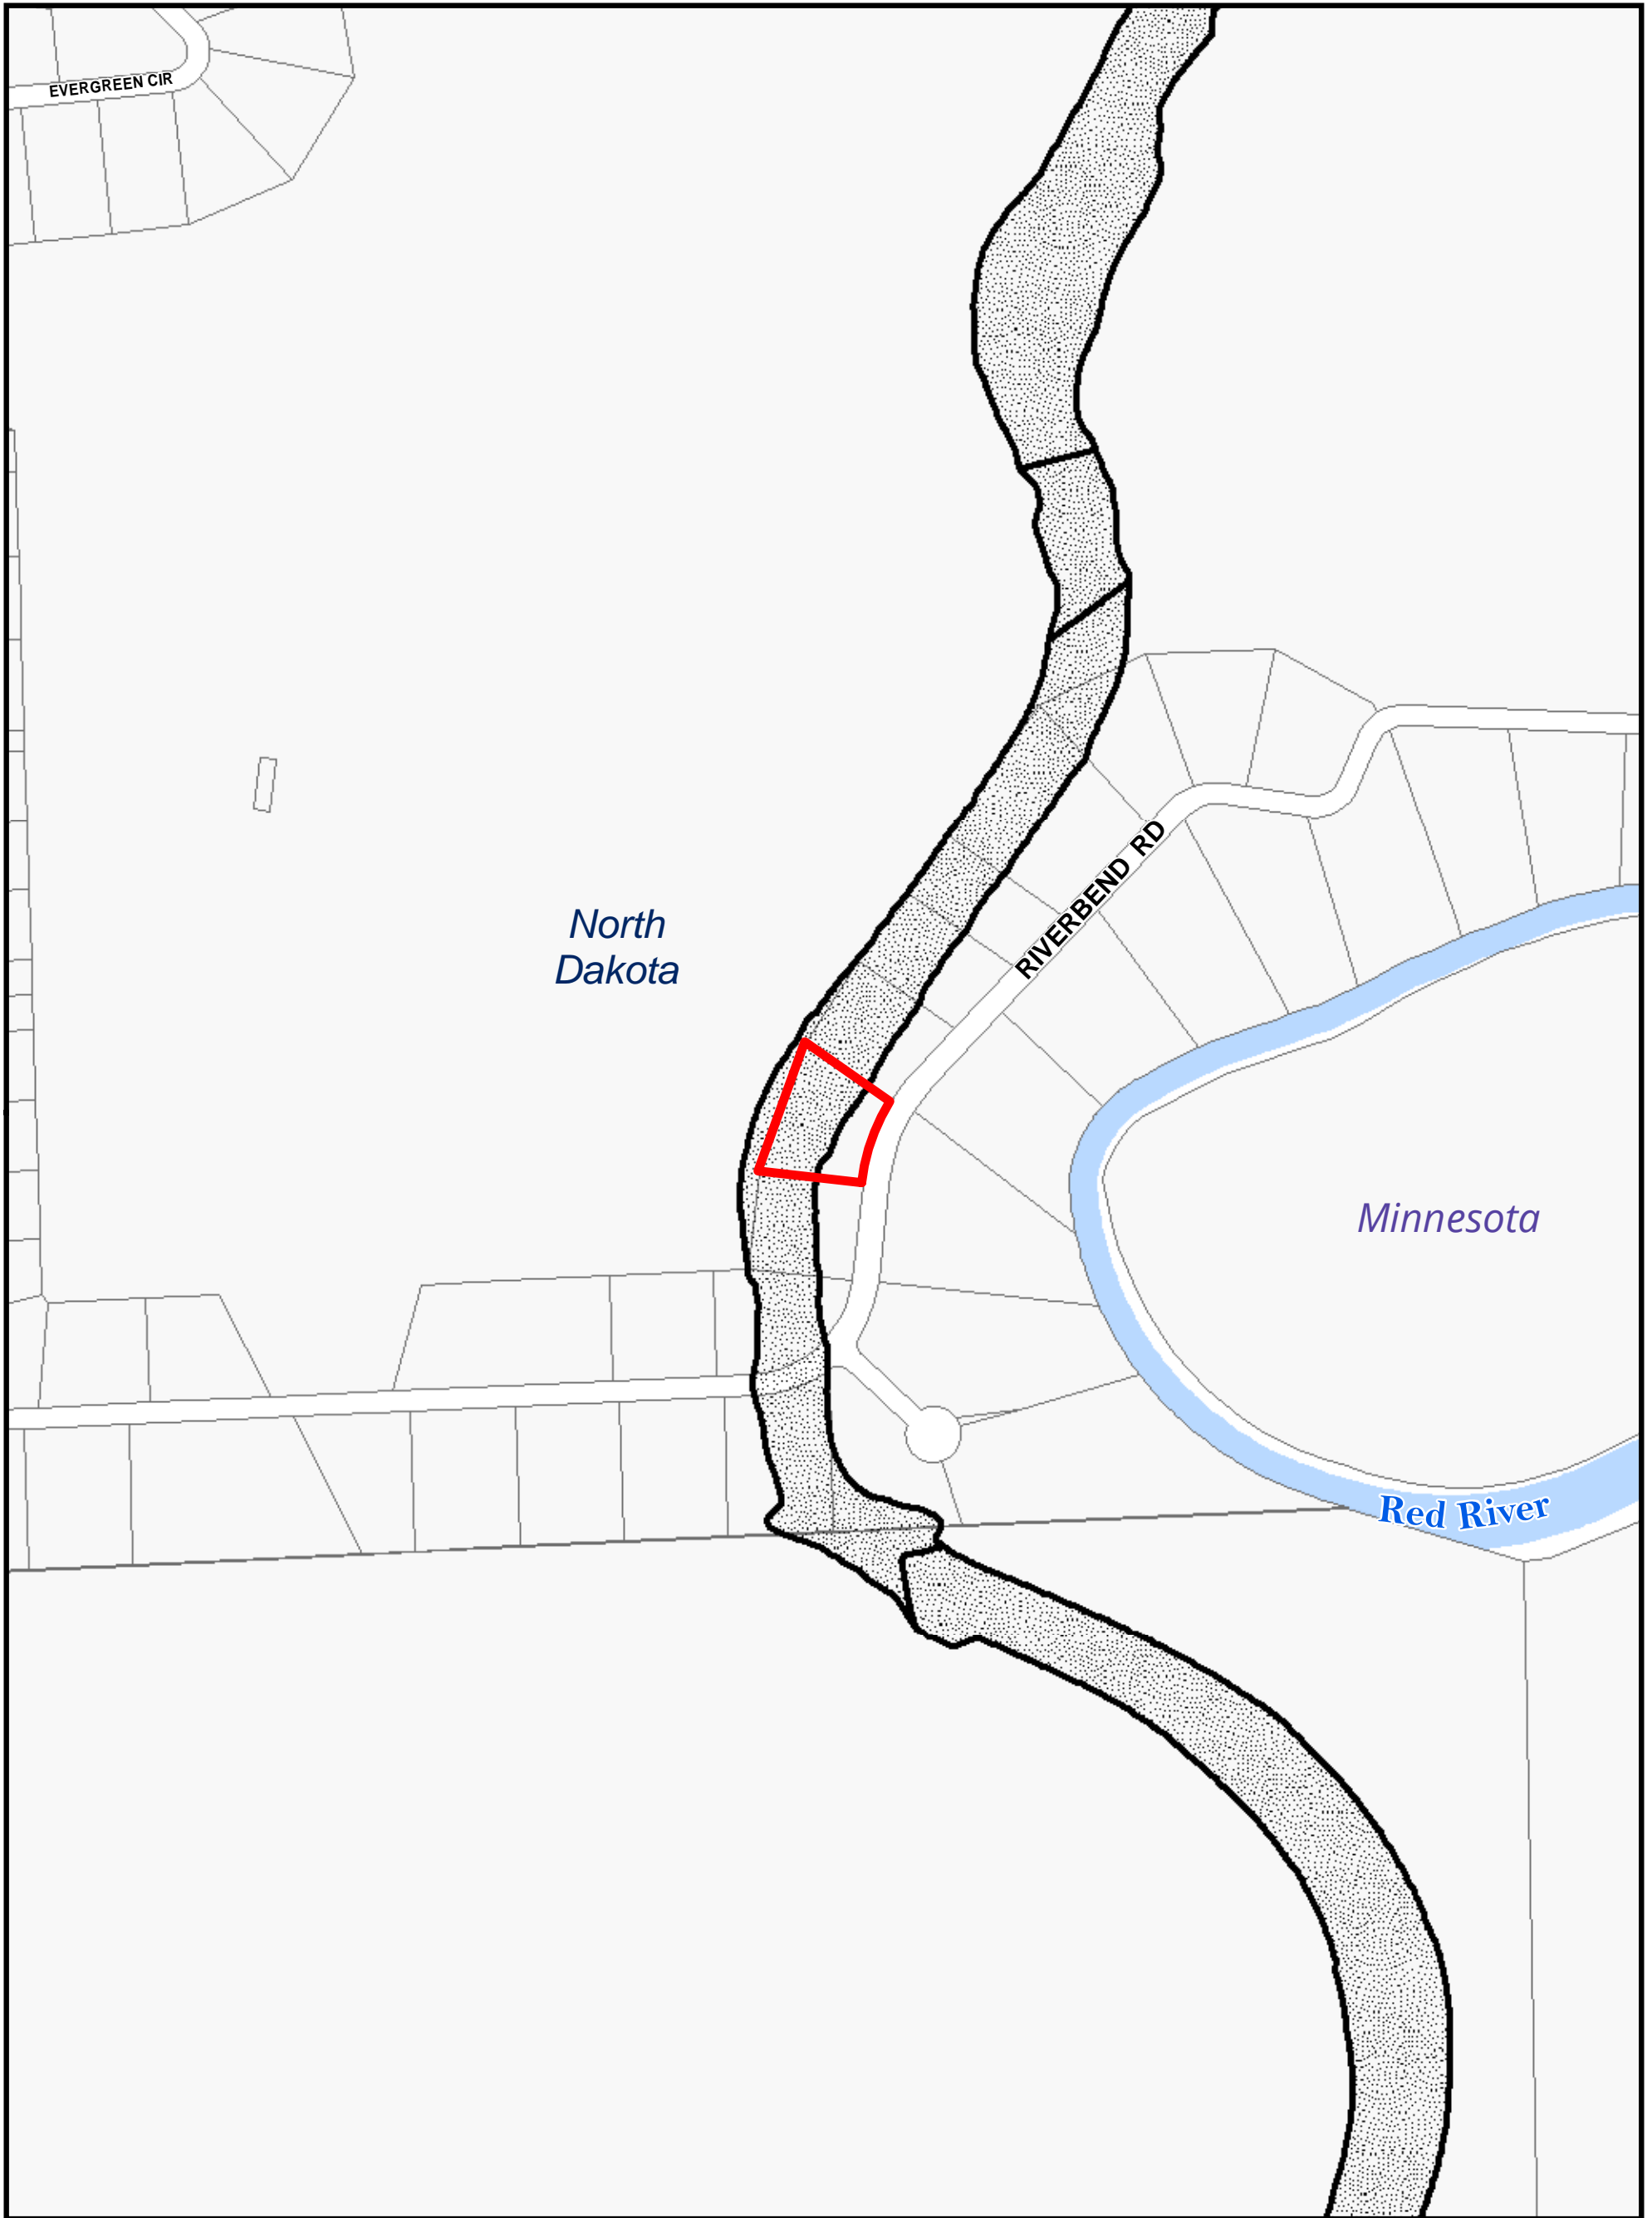 EVERGREEN CIR
RIVERBEND RD
North
Dakota
Minnesota
Red River